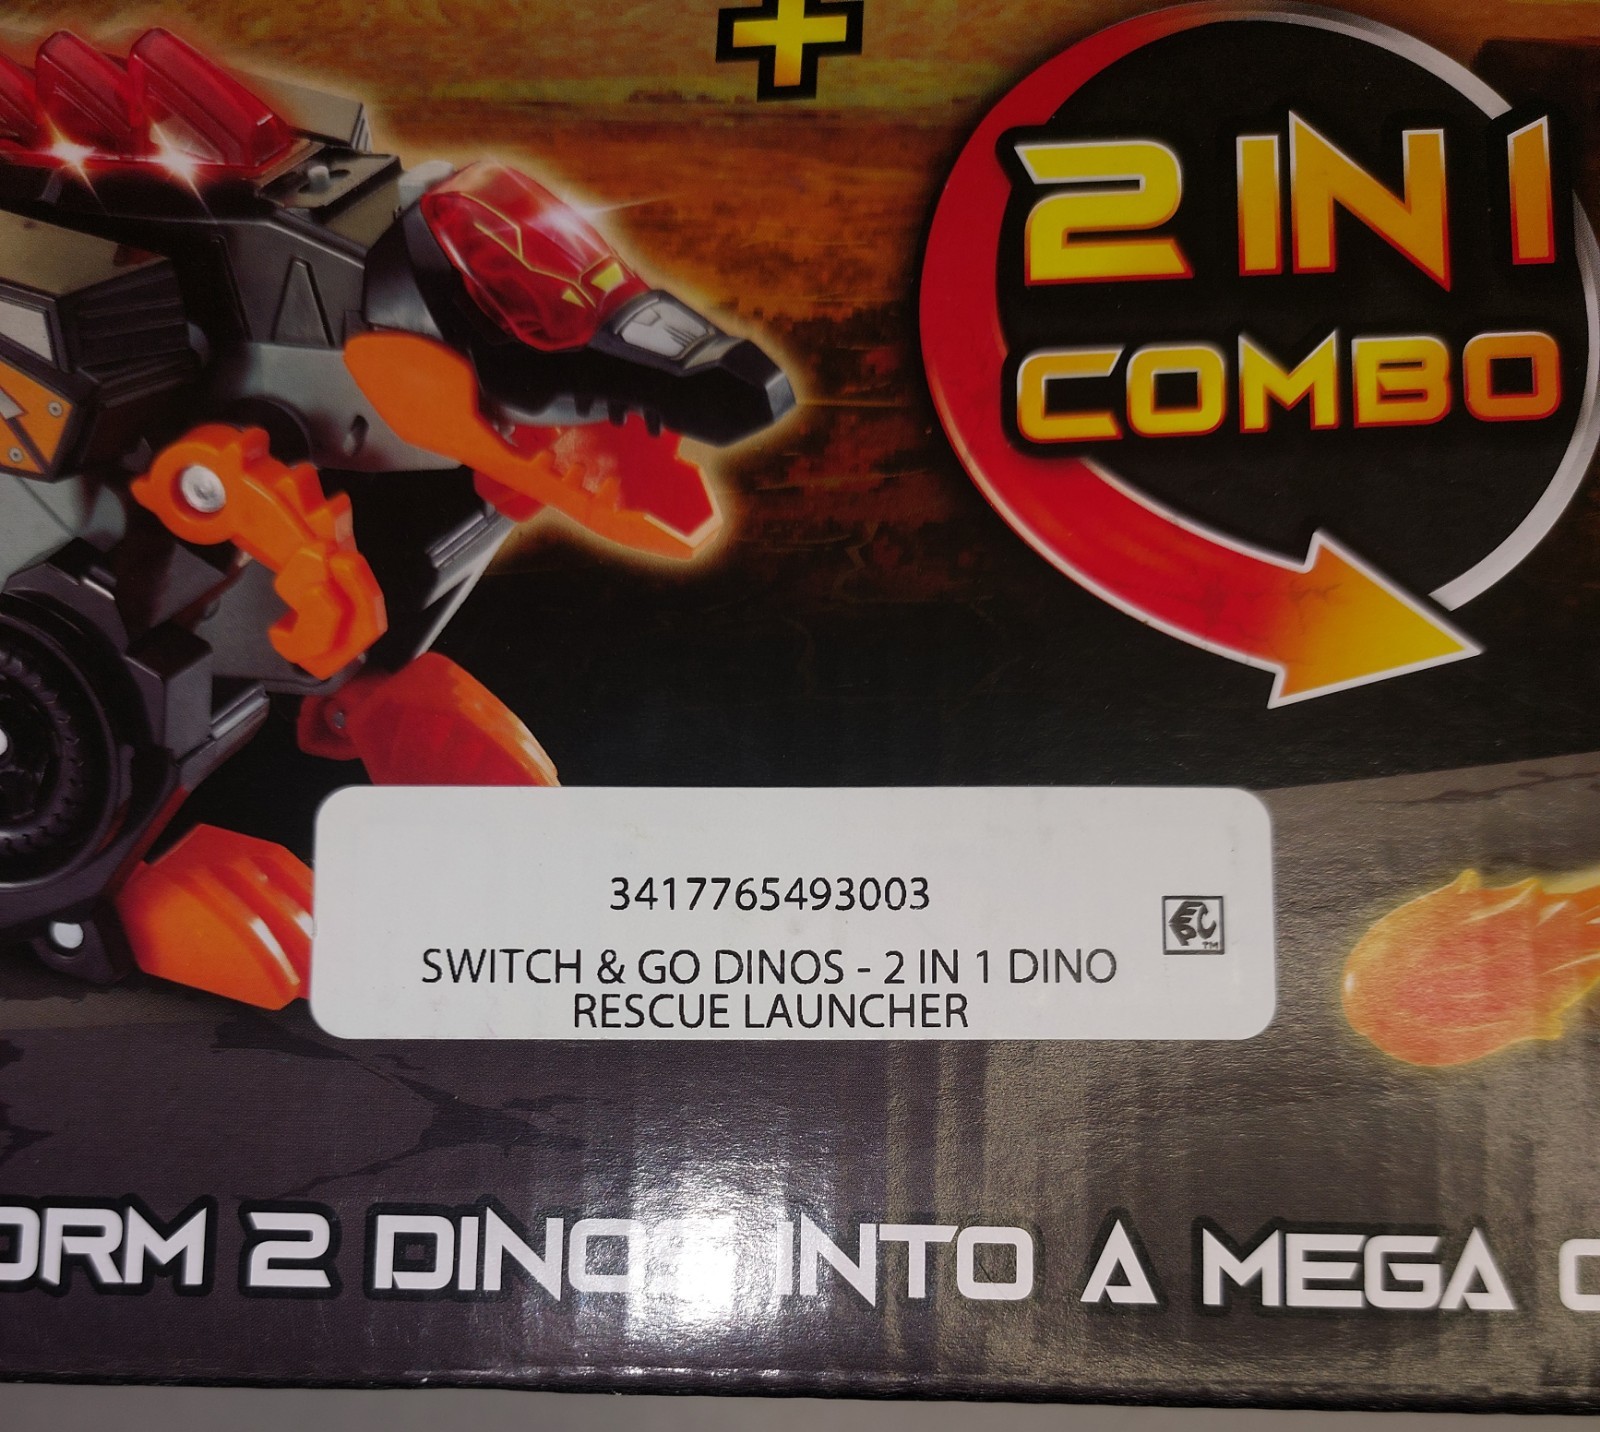 +
2 IN 1
COMBO
3417765493003
EPC™
SWITCH & GO DINOS - 2 IN 1 DINO
RESCUE LAUNCHER
ORM 2 DINOS INTO A MEGA